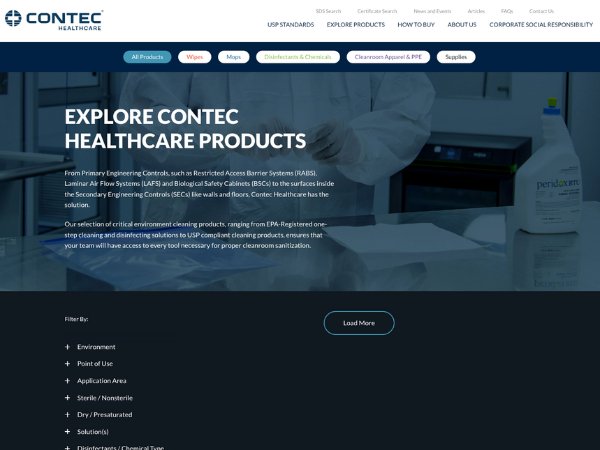 CONTEC
HEALTHCARE
SDS Search Certificate Search News and Events Articles FAQs Contact Us
USP STANDARDS EXPLORE PRODUCTS HOW TO BUY ABOUT US CORPORATE SOCIAL RESPONSIBILITY
All Products Wipes Mops Disinfectants & Chemicals Cleanroom Apparel & PPE Supplies
EXPLORE CONTEC
HEALTHCARE PRODUCTS
From Primary Engineering Controls, such as Restricted Access Barrier Systems (RABS),
Laminar Air Flow Systems (LAFS) and Biological Safety Cabinets (BSCs) to the surfaces inside
the Secondary Engineering Controls (SECs) like walls and floors, Contec Healthcare has the
solution.
Our selection of critical environment cleaning products, ranging from EPA-Registered one-
step cleaning and disinfecting solutions to USP compliant cleaning products, ensures that
your team will have access to every tool necessary for proper cleanroom sanitization.
Filter By:
Load More
+ Environment
+ Point of Use
+ Application Area
+ Sterile / Nonsterile
+ Dry / Presaturated
+ Solution(s)
+ Disinfectants / Chemical Type